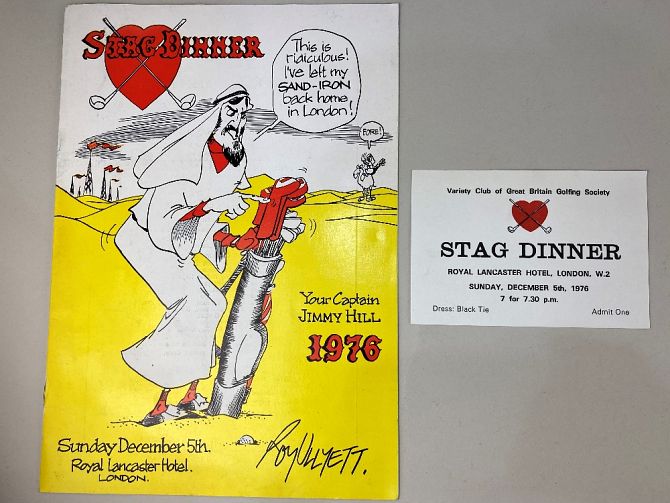 STAG DINNER
This is
ridiculous!
I've left my
SAND-IRON
back home
in London!
FORE!
Your Captain
JIMMY HILL
1976
Sunday December 5th.
Royal Lancaster Hotel.
LONDON.
ROY ULLYETT.
Variety Club of Great Britain Golfing Society
STAG DINNER
ROYAL LANCASTER HOTEL, LONDON, W.2
SUNDAY, DECEMBER 5th, 1976
7 for 7.30 p.m.
Dress: Black Tie
Admit One